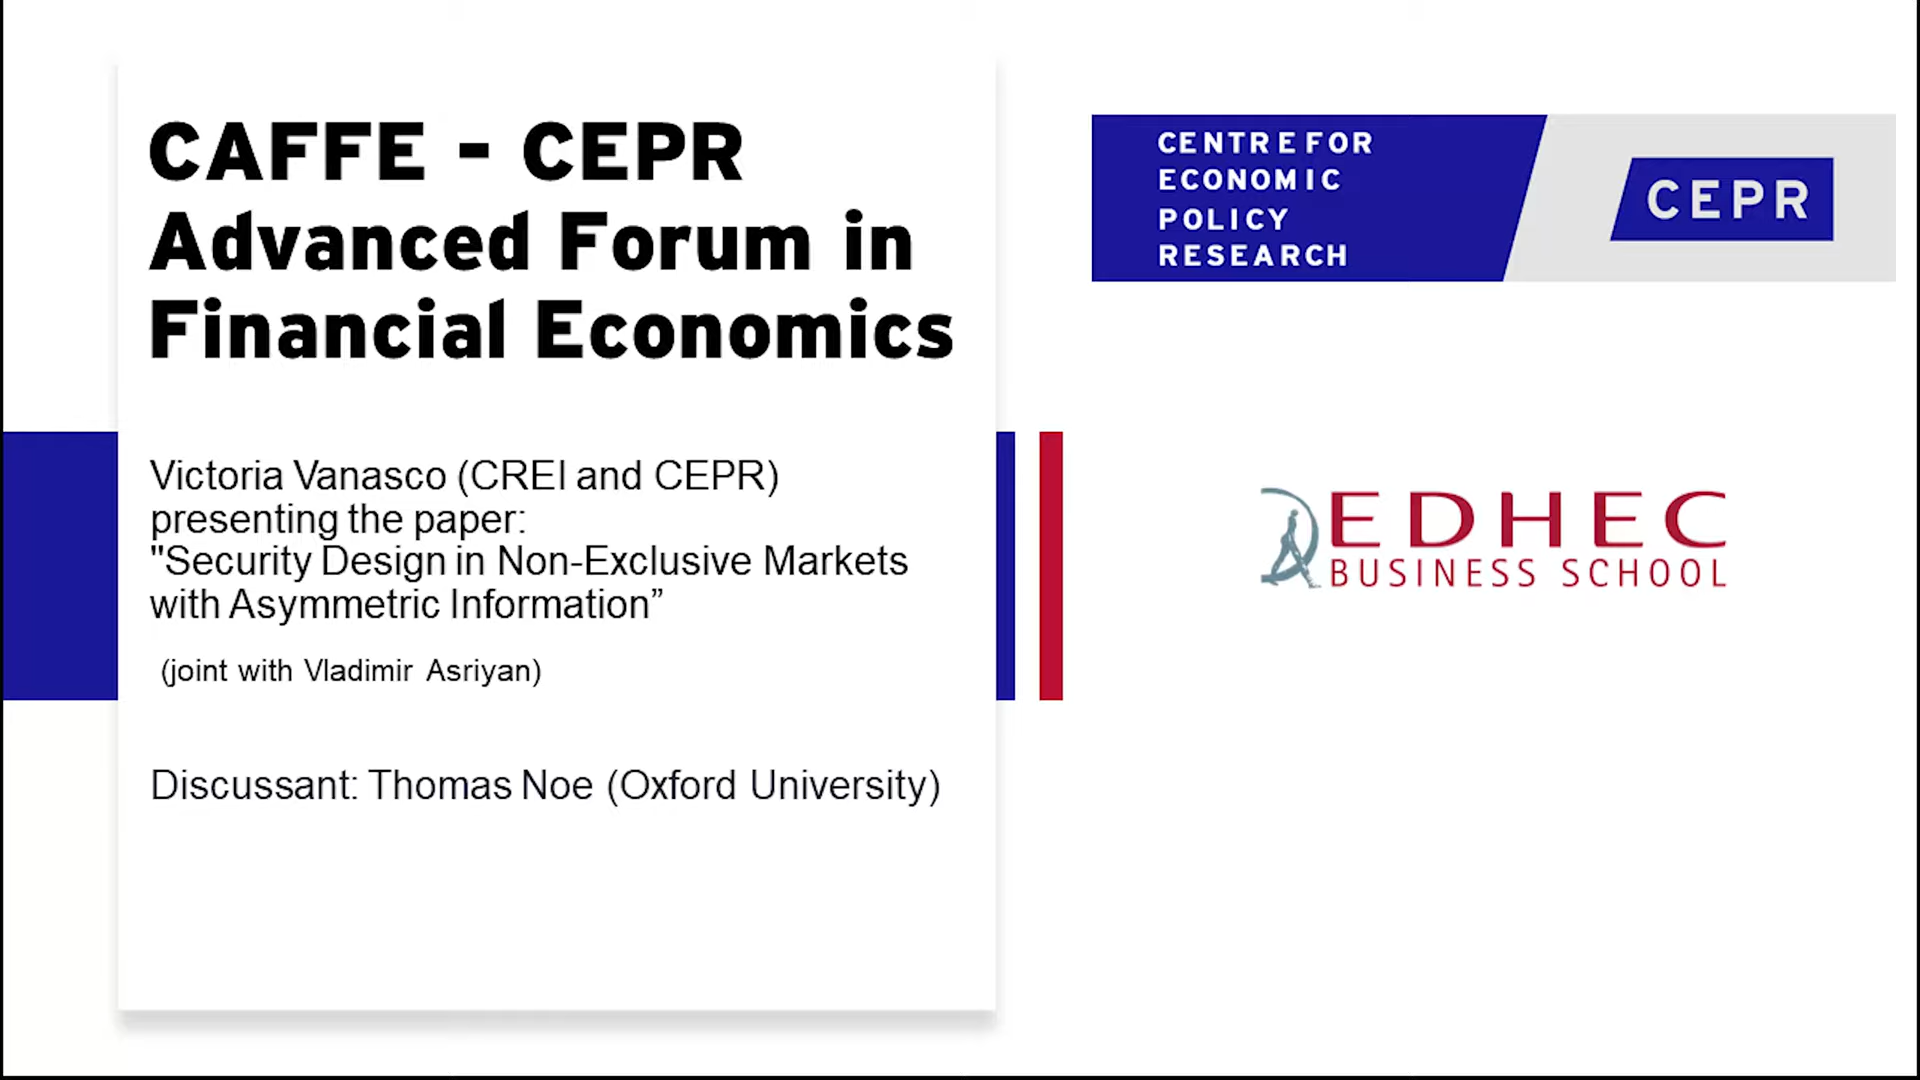 CAFFE - CEPR
Advanced Forum in
Financial Economics
Victoria Vanasco (CREI and CEPR)
presenting the paper:
"Security Design in Non-Exclusive Markets
with Asymmetric Information”
(joint with Vladimir Asriyan)
Discussant: Thomas Noe (Oxford University)
CENTRE FOR
ECONOMIC
POLICY
RESEARCH
CEPR
EDHEC
BUSINESS SCHOOL